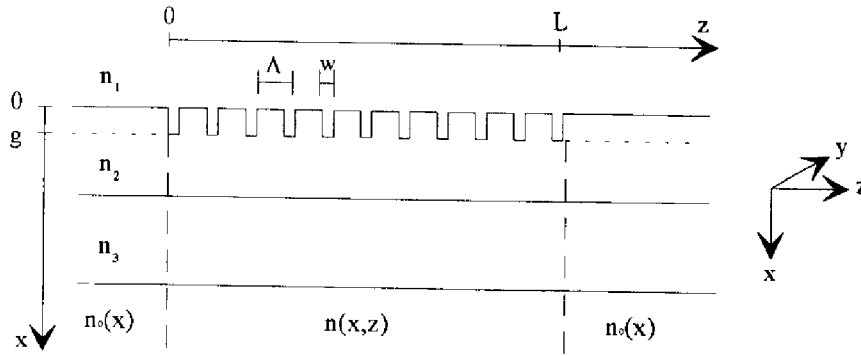 0 L z
n₁ Λ w
0
g
n₂
y
z
x
n₃
x n₀(x) n(x,z) n₀(x)